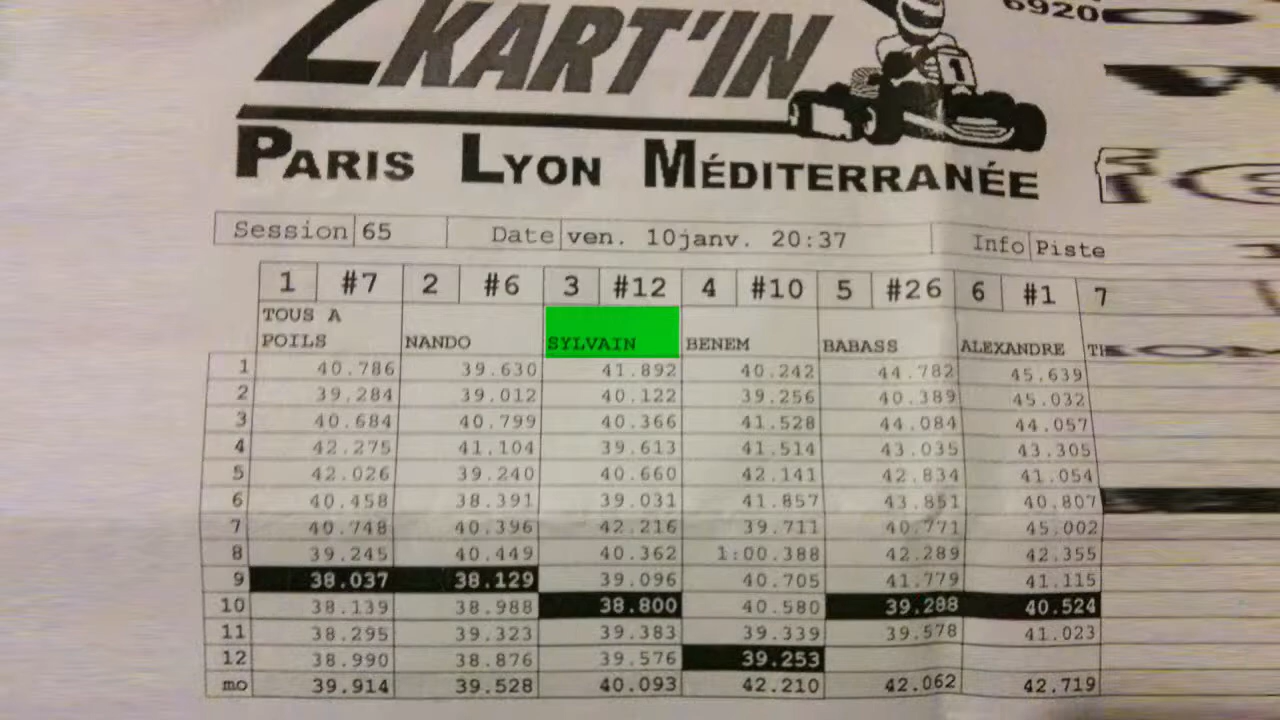 6920
KART'IN
1
PARIS LYON MÉDITERRANÉE
Session 65 Date ven. 10janv. 20:37 Info Piste
1 #7 2 #6 3 #12 4 #10 5 #26 6 #1 7
TOUS A
POILS NANDO SYLVAIN BENEM BABASS ALEXANDRE
1 40.786 39.630 41.892 40.242 44.782 45.639
2 39.284 39.012 40.122 39.256 40.389 45.032
3 40.684 40.799 40.366 41.528 44.084 44.057
4 42.275 41.104 39.613 41.514 43.035 43.305
5 42.026 39.240 40.660 42.141 42.834 41.054
6 40.458 38.391 39.031 41.857 43.851 40.807
7 40.748 40.396 42.216 39.711 40.771 45.002
8 39.245 40.449 40.362 1:00.388 42.289 42.355
9 38.037 38.129 39.096 40.705 41.779 41.115
10 38.139 38.988 38.800 40.580 39.288 40.524
11 38.295 39.323 39.383 39.339 39.578 41.023
12 38.990 38.876 39.576 39.253
mo 39.914 39.528 40.093 42.210 42.062 42.719